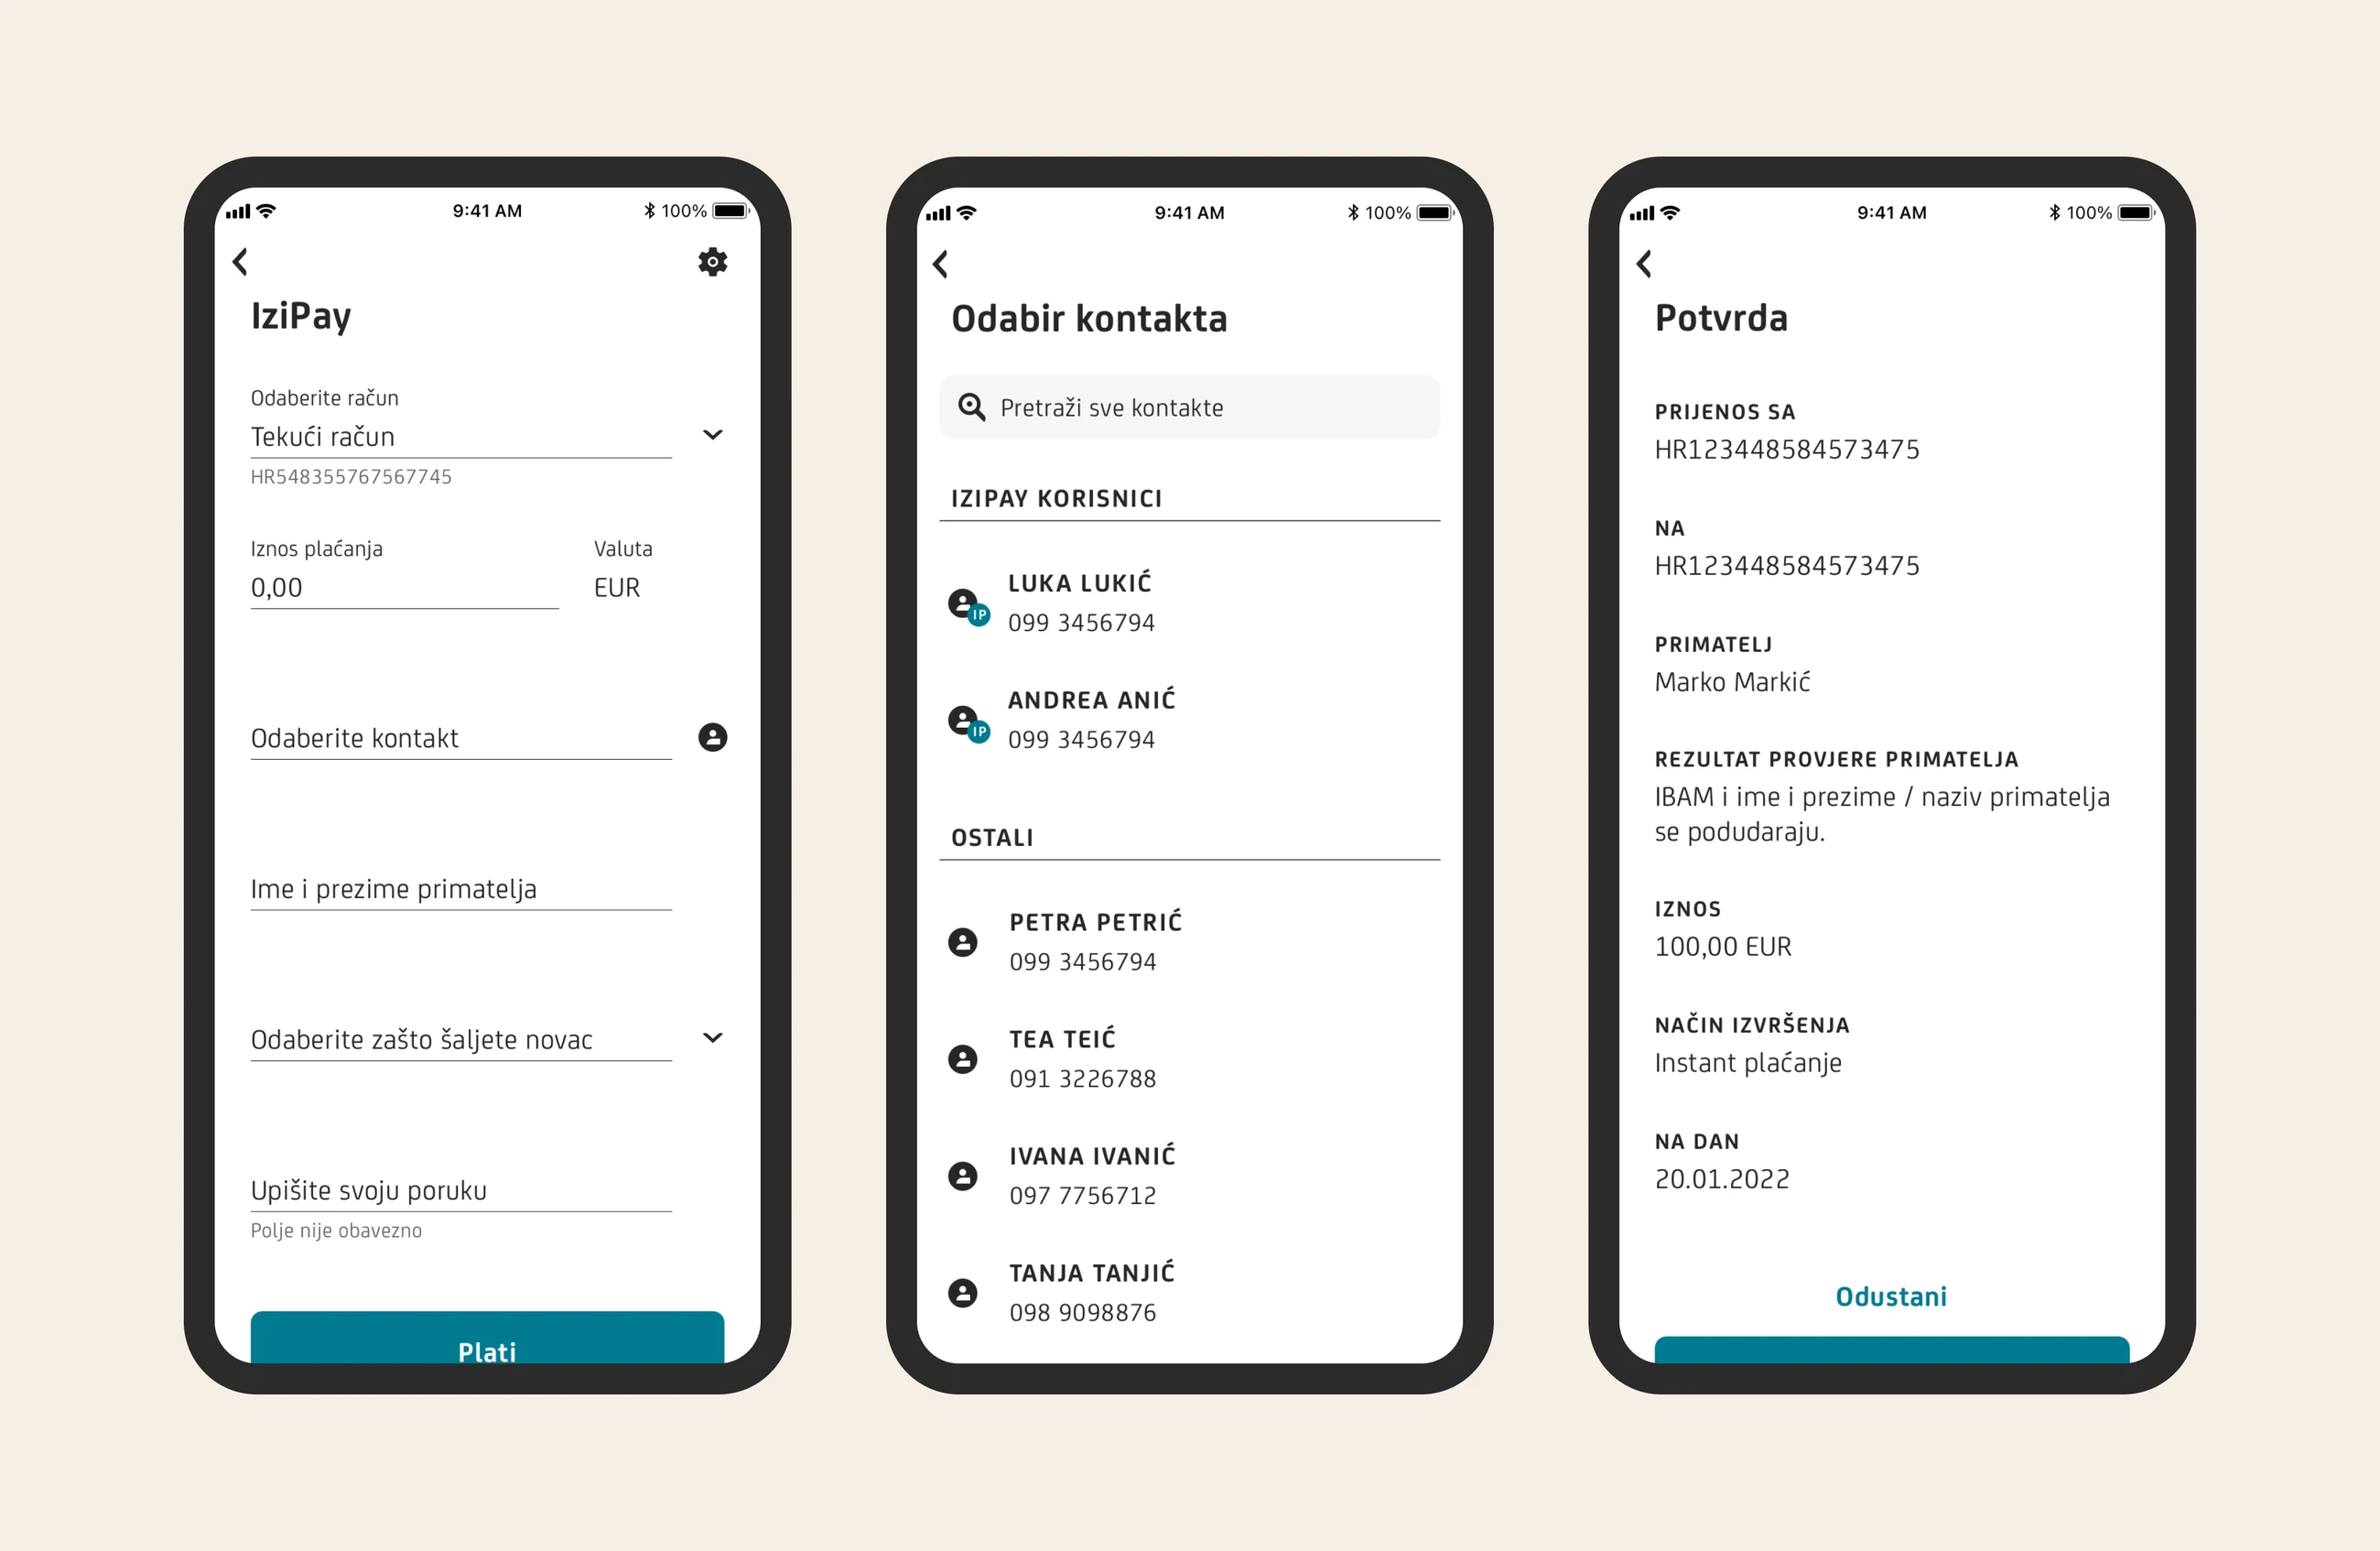 9:41 AM
100%
IziPay
Odaberite račun
Tekući račun
HR548355767567745
Iznos plaćanja
Valuta
0,00
EUR
Odaberite kontakt
Ime i prezime primatelja
Odaberite zašto šaljete novac
Upišite svoju poruku
Polje nije obavezno
Plati
9:41 AM
100%
Odabir kontakta
Pretraži sve kontakte
IZIPAY KORISNICI
LUKA LUKIĆ
IP
099 3456794
ANDREA ANIĆ
IP
099 3456794
OSTALI
PETRA PETRIĆ
099 3456794
TEA TEIĆ
091 3226788
IVANA IVANIĆ
097 7756712
TANJA TANJIĆ
098 9098876
9:41 AM
100%
Potvrda
PRIJENOS SA
HR123448584573475
NA
HR123448584573475
PRIMATELJ
Marko Markić
REZULTAT PROVJERE PRIMATELJA
IBAM i ime i prezime / naziv primatelja
se podudaraju.
IZNOS
100,00 EUR
NAČIN IZVRŠENJA
Instant plaćanje
NA DAN
20.01.2022
Odustani